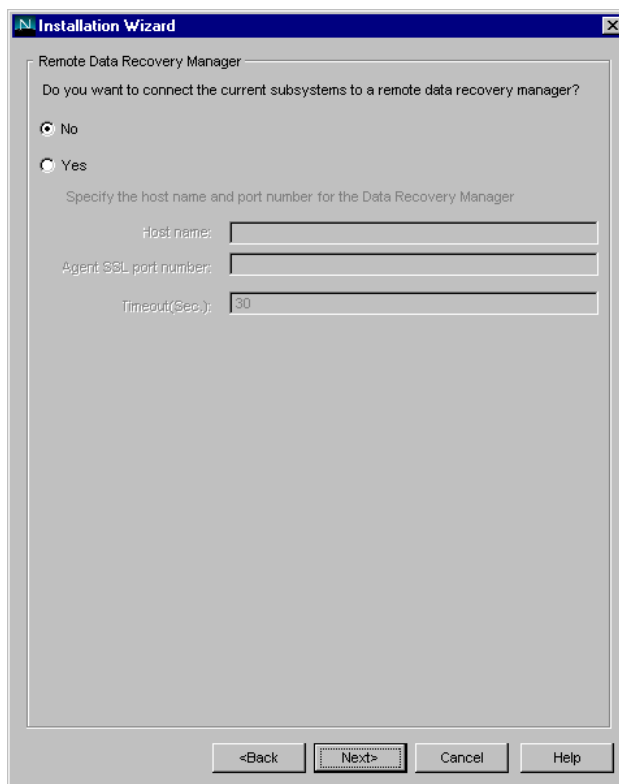 N Installation Wizard
Remote Data Recovery Manager
Do you want to connect the current subsystems to a remote data recovery manager?
No
Yes
Specify the host name and port number for the Data Recovery Manager
Host name:
Agent SSL port number:
Timeout(Sec.): 30
<Back Next> Cancel Help